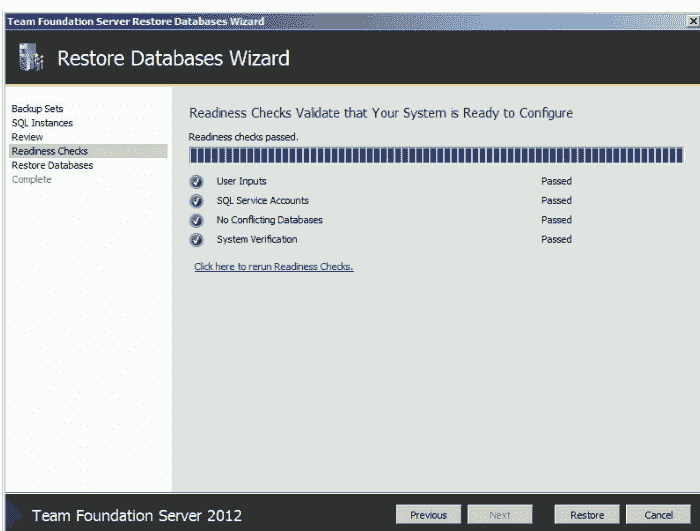 Team Foundation Server Restore Databases Wizard
Restore Databases Wizard
Backup Sets
SQL Instances
Review
Readiness Checks
Restore Databases
Complete
Readiness Checks Validate that Your System is Ready to Configure
Readiness checks passed.
User Inputs Passed
SQL Service Accounts Passed
No Conflicting Databases Passed
System Verification Passed
Click here to rerun Readiness Checks.
Team Foundation Server 2012
Previous Next Restore Cancel